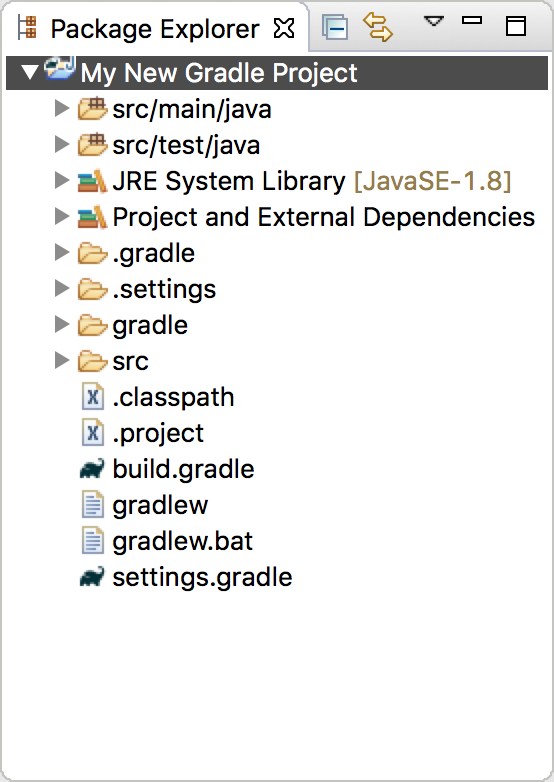 Package Explorer
My New Gradle Project
src/main/java
src/test/java
JRE System Library [JavaSE-1.8]
Project and External Dependencies
.gradle
.settings
gradle
src
.classpath
.project
build.gradle
gradlew
gradlew.bat
settings.gradle